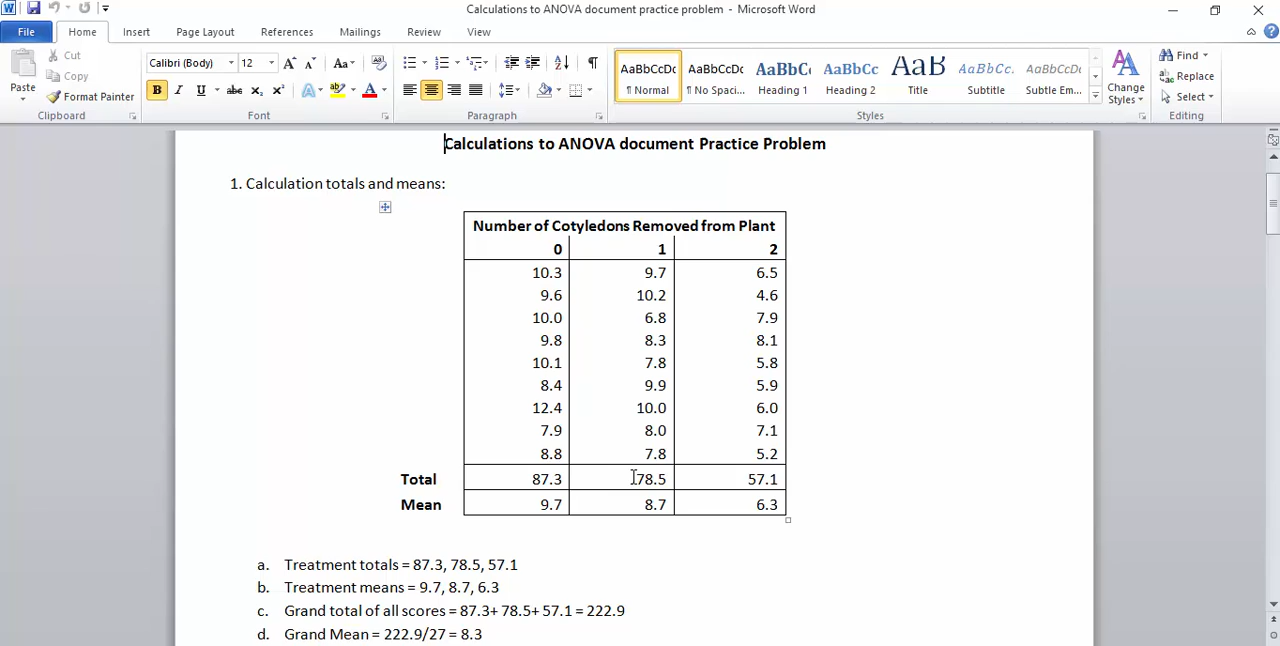 Calculations to ANOVA document practice problem - Microsoft Word
File Home Insert Page Layout References Mailings Review View
Paste
Cut
Copy
Format Painter
Clipboard
Calibri (Body) 12
B I U abc
Font
Paragraph
AaBbCcDc AaBbCcDc AaBbC AaBbCc AaB AaBbCc. AaBbCcDc
¶ Normal ¶ No Spaci... Heading 1 Heading 2 Title Subtitle Subtle Em...
Change
Styles
Styles
Find
Replace
Select
Editing
Calculations to ANOVA document Practice Problem
1. Calculation totals and means:
Number of Cotyledons Removed from Plant
0 1 2
10.3 9.7 6.5
9.6 10.2 4.6
10.0 6.8 7.9
9.8 8.3 8.1
10.1 7.8 5.8
8.4 9.9 5.9
12.4 10.0 6.0
7.9 8.0 7.1
8.8 7.8 5.2
Total 87.3 78.5 57.1
Mean 9.7 8.7 6.3
a. Treatment totals = 87.3, 78.5, 57.1
b. Treatment means = 9.7, 8.7, 6.3
c. Grand total of all scores = 87.3+ 78.5+ 57.1 = 222.9
d. Grand Mean = 222.9/27 = 8.3